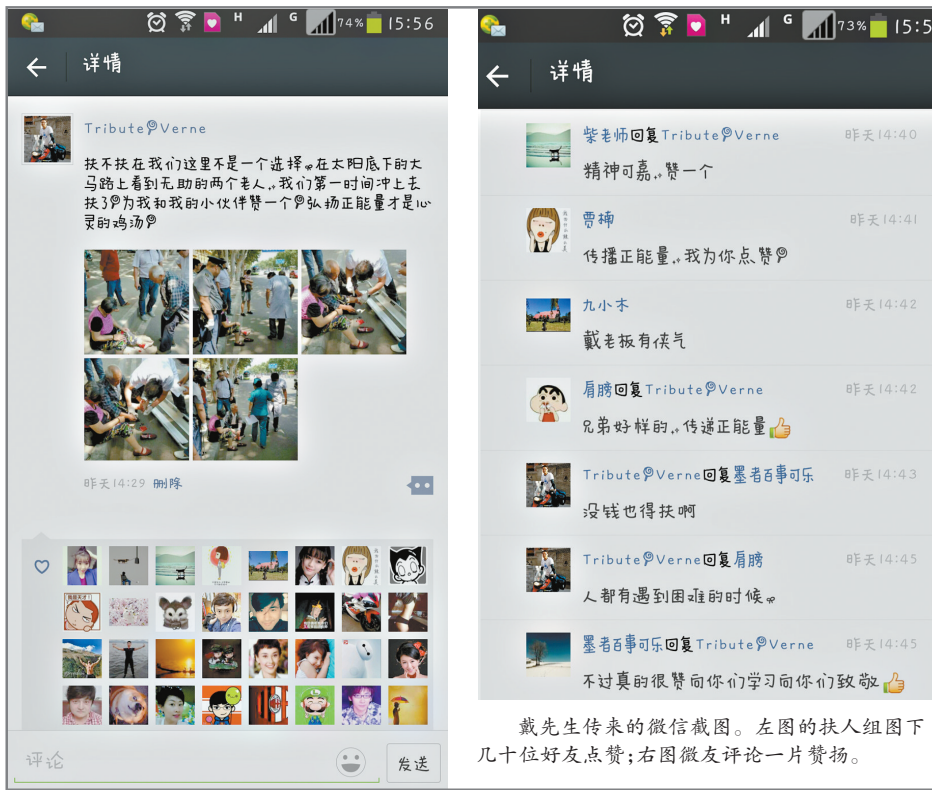 H G 74% 15:56
详情
Tribute Verne
扶不扶在我们这里不是一个选择。在太阳底下的大
马路上看到无助的两个老人,我们第一时间冲上去
扶了 为我和我的小伙伴赞一个 弘扬正能量才是心
灵的鸡汤
昨天14:29 删除
评论
发送
H G 73% 15:5
详情
柴老师回复Tribute Verne 昨天14:40
精神可嘉,赞一个
贾楠 昨天14:41
传播正能量,我为你点赞
九小木 昨天14:42
戴老板有侠气
肩膀回复Tribute Verne 昨天14:42
兄弟好样的,传递正能量👍
Tribute Verne回复墨者百事可乐 昨天14:43
没钱也得扶啊
Tribute Verne回复肩膀 昨天14:45
人都有遇到困难的时候。
墨者百事可乐回复Tribute Verne 昨天14:45
不过真的很赞向你们学习向你们致敬👍
戴先生传来的微信截图。左图的扶人组图下
几十位好友点赞;右图微友评论一片赞扬。